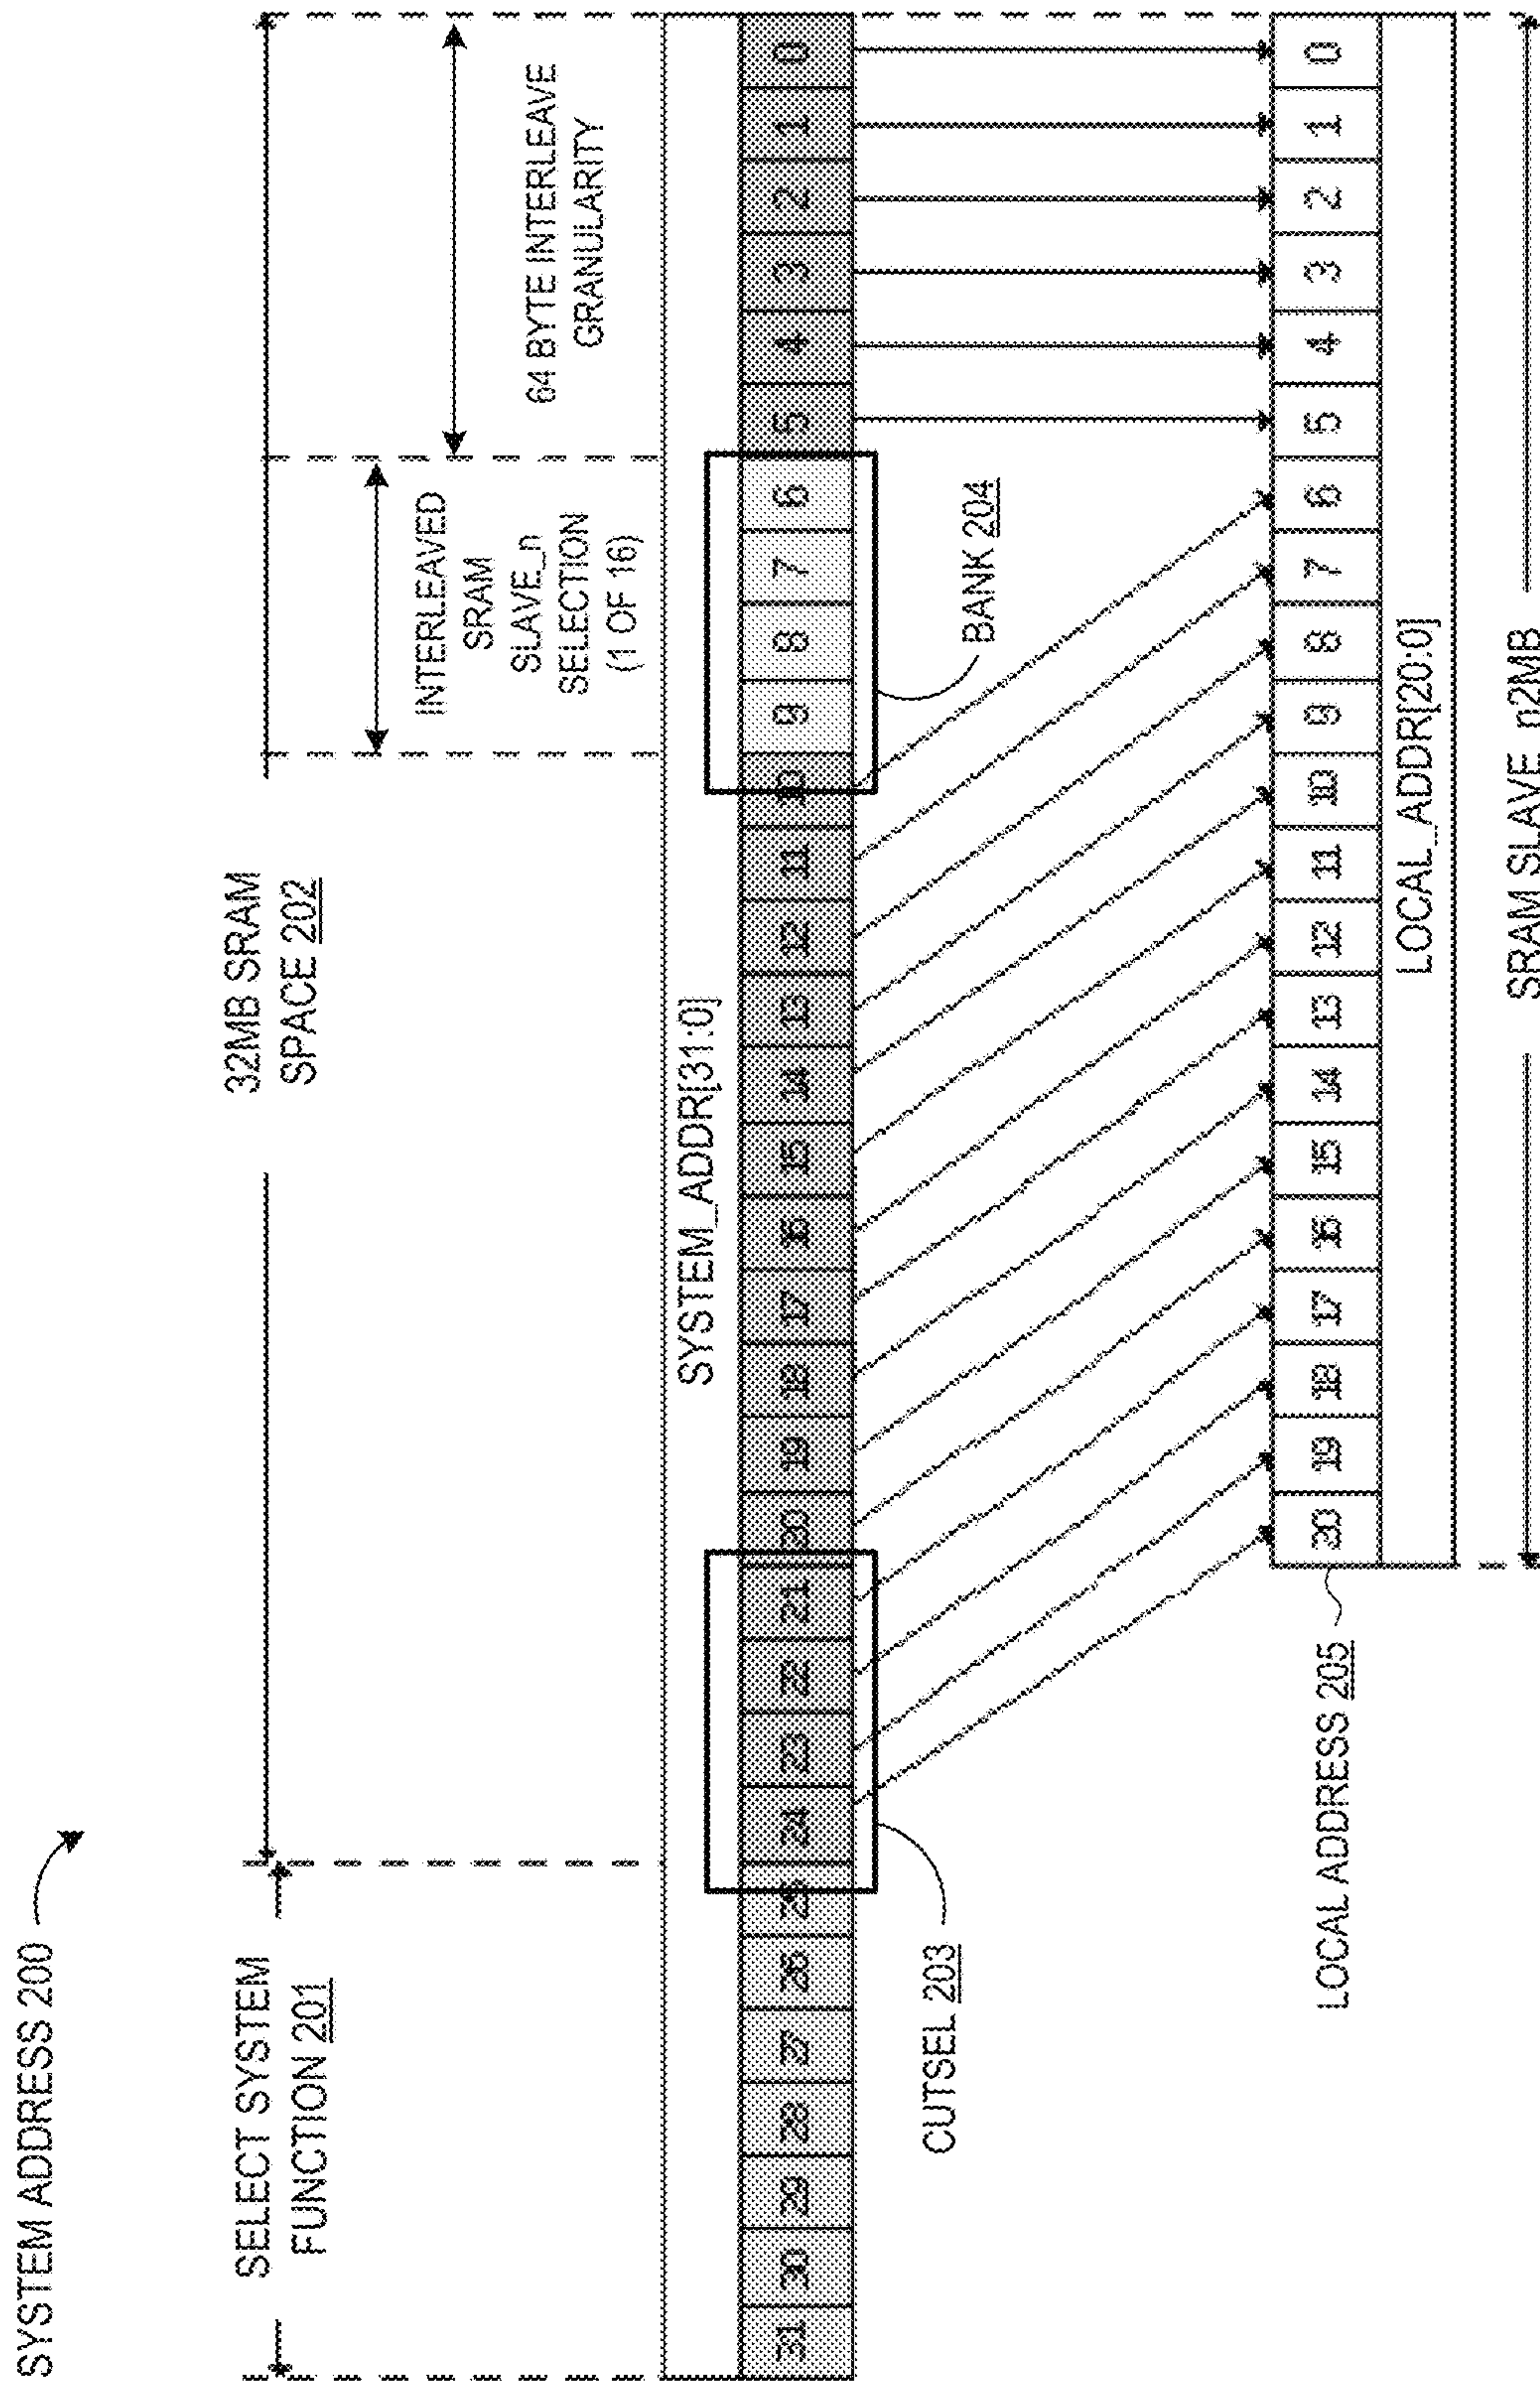 SYSTEM ADDRESS 200
SELECT SYSTEM
FUNCTION 201
32MB SRAM
SPACE 202
INTERLEAVED
SRAM
SLAVE_n
SELECTION
(1 OF 16)
64 BYTE INTERLEAVE
GRANULARITY
SYSTEM_ADDR[31:0]
31 30 29 28 27 26 25 24 23 22 21 20 19 18 17 16 15 14 13 12 11 10 9 8 7 6 5 4 3 2 1 0
CUTSEL 203
BANK 204
LOCAL ADDRESS 205
20 19 18 17 16 15 14 13 12 11 10 9 8 7 6 5 4 3 2 1 0
LOCAL_ADDR[20:0]
SRAM SLAVE_n2MB